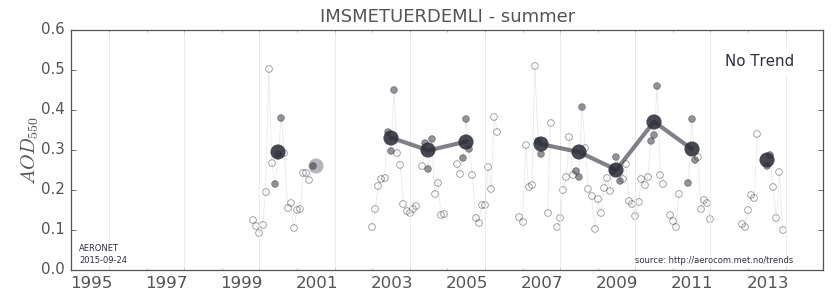 IMSMETUERDEMLI - summer
0.6
0.5
0.4
0.3
0.2
0.1
0.0
AOD550
No Trend
AERONET
2015-09-24
source: http://aerocom.met.no/trends
1995 1997 1999 2001 2003 2005 2007 2009 2011 2013